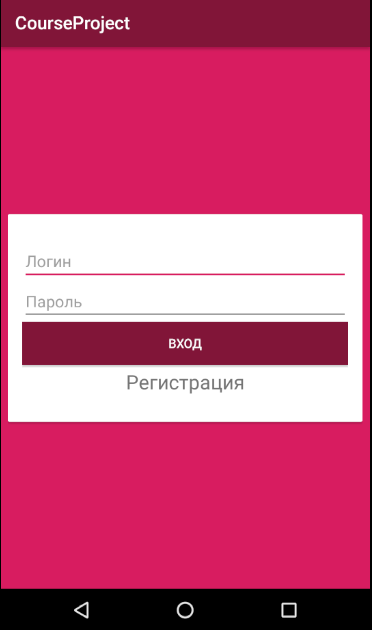 CourseProject
Логин
Пароль
ВХОД
Регистрация